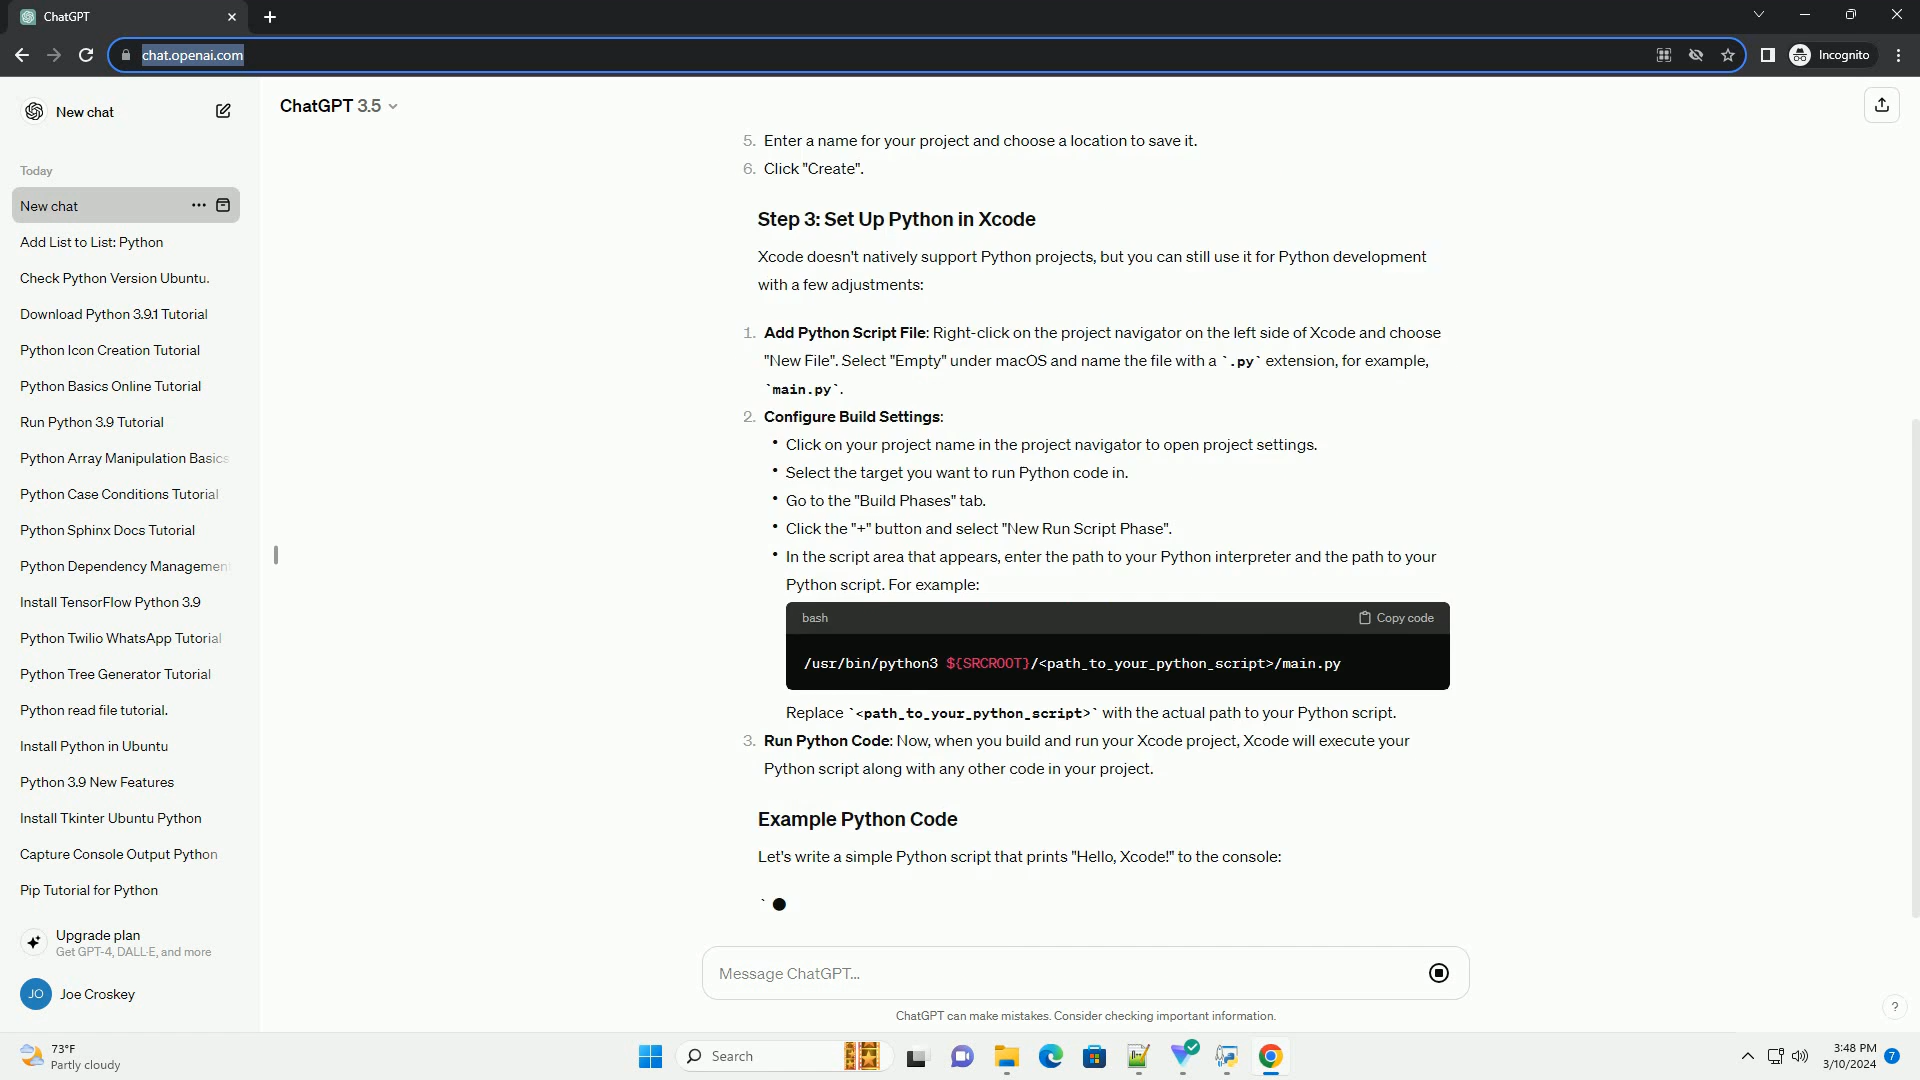 ChatGPT
chat.openai.com
Incognito
New chat
Today
New chat
Add List to List: Python
Check Python Version Ubuntu.
Download Python 3.9.1 Tutorial
Python Icon Creation Tutorial
Python Basics Online Tutorial
Run Python 3.9 Tutorial
Python Array Manipulation Basics
Python Case Conditions Tutorial
Python Sphinx Docs Tutorial
Python Dependency Management
Install TensorFlow Python 3.9
Python Twilio WhatsApp Tutorial
Python Tree Generator Tutorial
Python read file tutorial.
Install Python in Ubuntu
Python 3.9 New Features
Install Tkinter Ubuntu Python
Capture Console Output Python
Pip Tutorial for Python
Upgrade plan
Get GPT-4, DALL·E, and more
JO Joe Croskey
ChatGPT 3.5
5. Enter a name for your project and choose a location to save it.
6. Click "Create".
Step 3: Set Up Python in Xcode
Xcode doesn't natively support Python projects, but you can still use it for Python development
with a few adjustments:
1. Add Python Script File: Right-click on the project navigator on the left side of Xcode and choose
"New File". Select "Empty" under macOS and name the file with a `.py` extension, for example,
`main.py`.
2. Configure Build Settings:
• Click on your project name in the project navigator to open project settings.
• Select the target you want to run Python code in.
• Go to the "Build Phases" tab.
• Click the "+" button and select "New Run Script Phase".
• In the script area that appears, enter the path to your Python interpreter and the path to your
Python script. For example:
bash
Copy code
/usr/bin/python3 ${SRCROOT}/<path_to_your_python_script>/main.py
Replace `<path_to_your_python_script>` with the actual path to your Python script.
3. Run Python Code: Now, when you build and run your Xcode project, Xcode will execute your
Python script along with any other code in your project.
Example Python Code
Let's write a simple Python script that prints "Hello, Xcode!" to the console:
`
Message ChatGPT…
ChatGPT can make mistakes. Consider checking important information.
?
73°F
Partly cloudy
Search
3:48 PM
3/10/2024
7